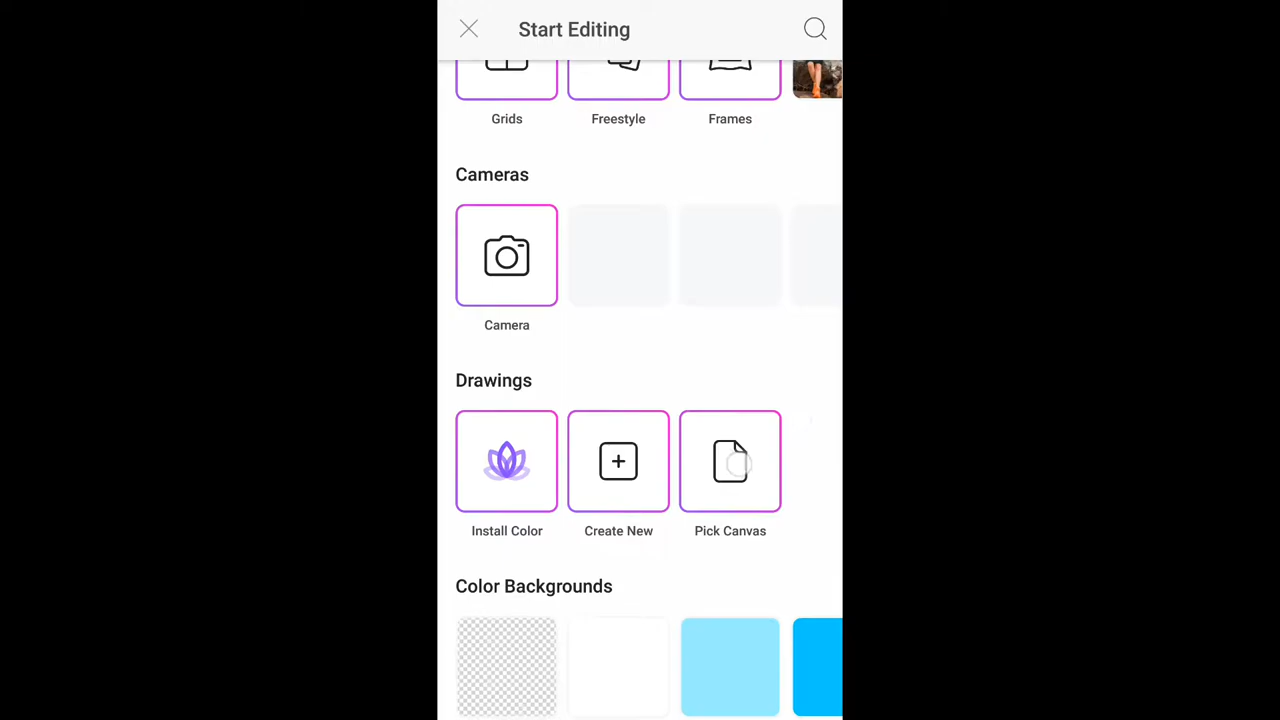 Start Editing
Grids Freestyle Frames
Cameras
Camera
Drawings
Install Color Create New Pick Canvas
Color Backgrounds